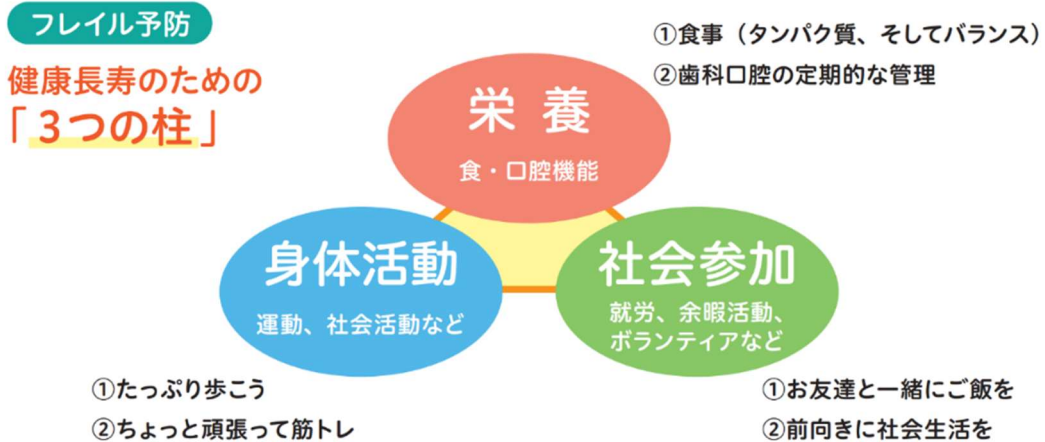 フレイル予防
健康長寿のための
「３つの柱」
①食事（タンパク質、そしてバランス）
②歯科口腔の定期的な管理
栄 養
食・口腔機能
身体活動
運動、社会活動など
社会参加
就労、余暇活動、
ボランティアなど
①たっぷり歩こう
②ちょっと頑張って筋トレ
①お友達と一緒にご飯を
②前向きに社会生活を